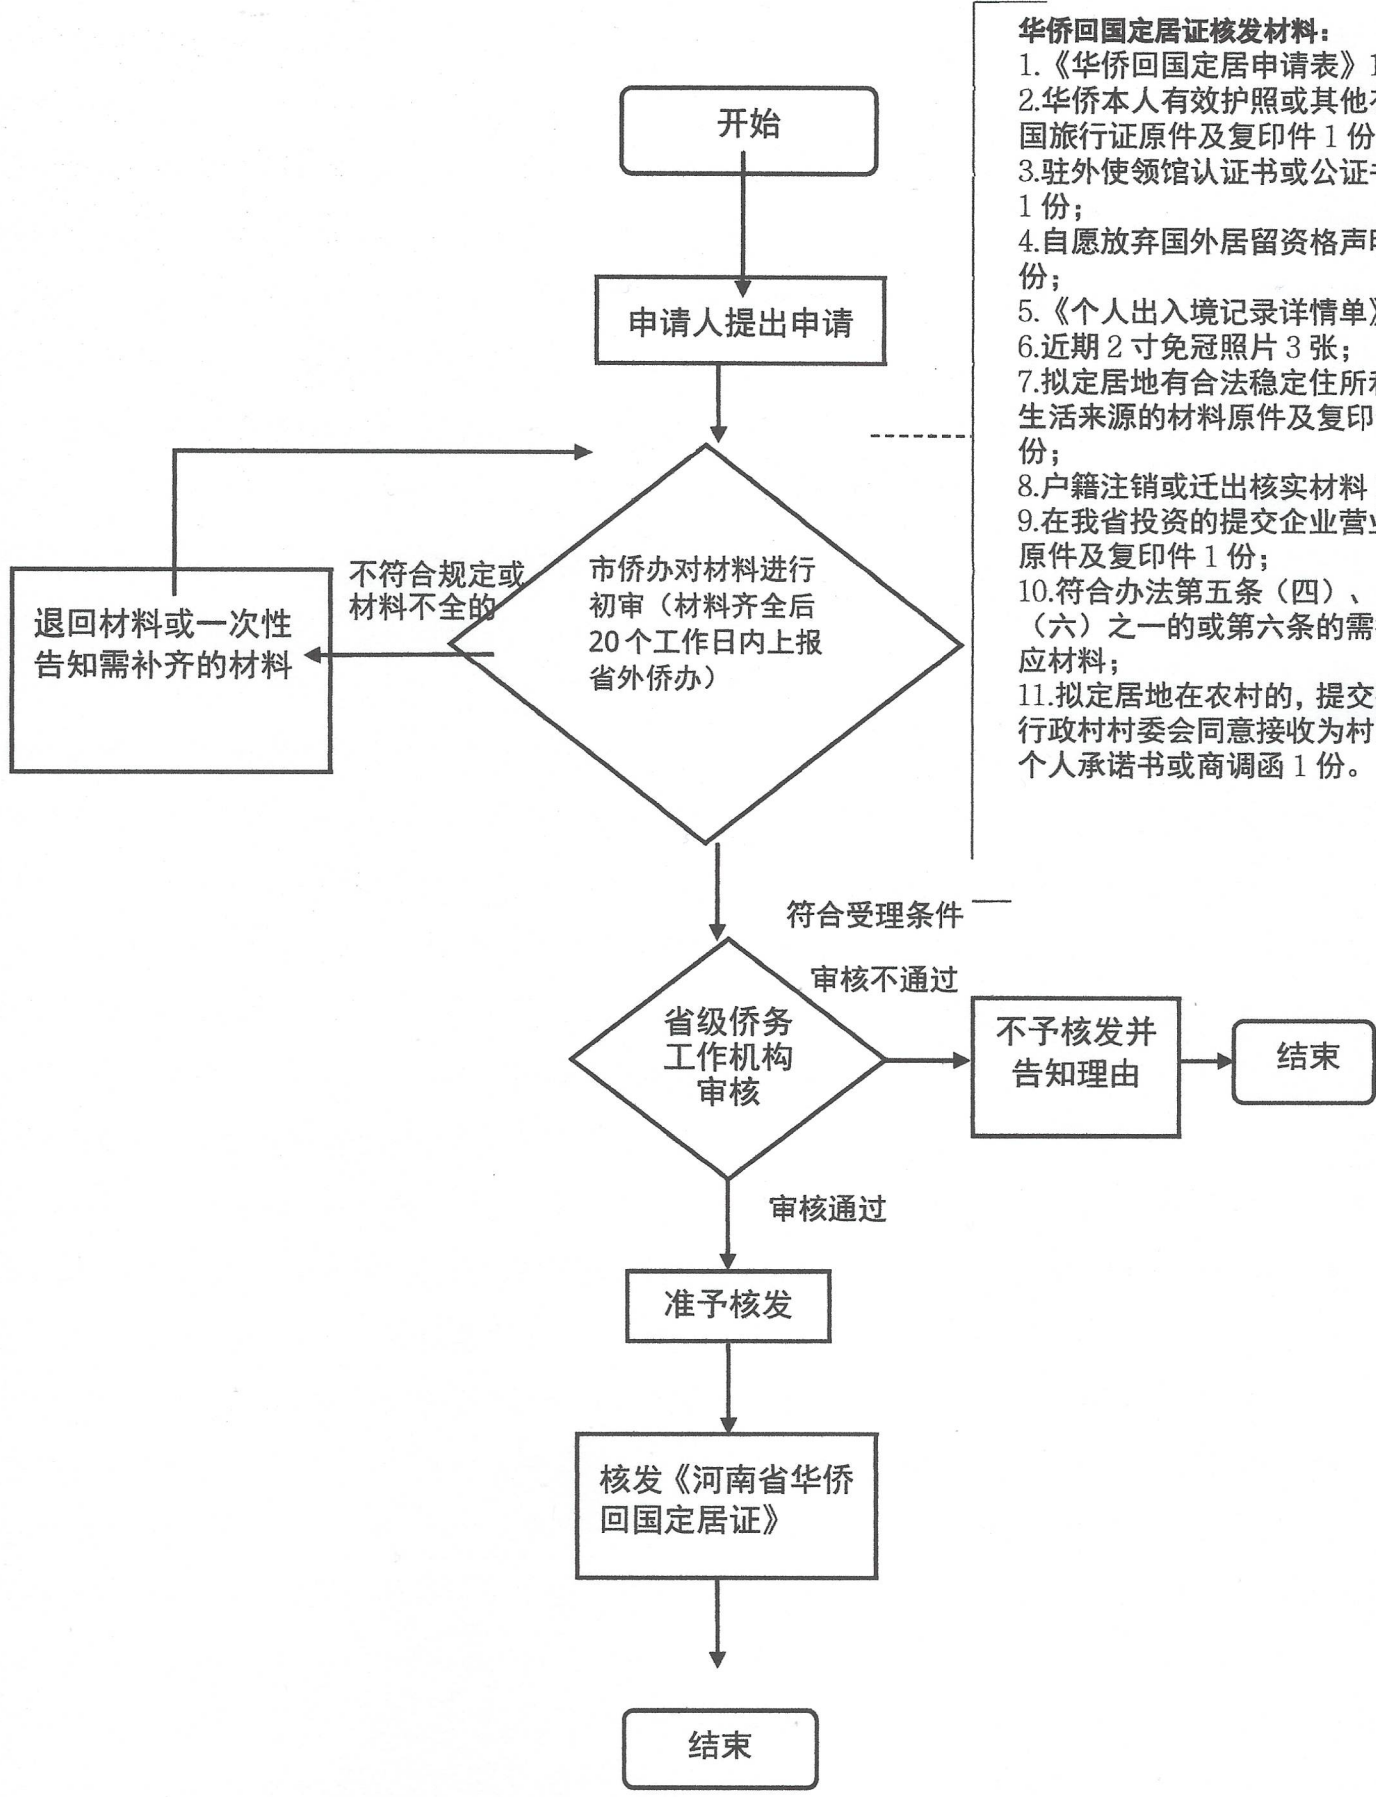 开始
申请人提出申请
不符合规定或
材料不全的
退回材料或一次性
告知需补齐的材料
市侨办对材料进行
初审（材料齐全后
20个工作日内上报
省外侨办）
符合受理条件
审核不通过
省级侨务
工作机构
审核
不予核发并
告知理由
结束
审核通过
准予核发
核发《河南省华侨
回国定居证》
结束
华侨回国定居证核发材料：
1.《华侨回国定居申请表》1
2.华侨本人有效护照或其他
国旅行证原件及复印件1份
3.驻外使领馆认证书或公证
1份；
4.自愿放弃国外居留资格声
份；
5.《个人出入境记录详情单》
6.近期2寸免冠照片3张；
7.拟定居地有合法稳定住所
生活来源的材料原件及复印
份；
8.户籍注销或迁出核实材料
9.在我省投资的提交企业营
原件及复印件1份；
10.符合办法第五条（四）、
（六）之一的或第六条的需
应材料；
11.拟定居地在农村的，提交
行政村村委会同意接收为村
个人承诺书或商调函1份。